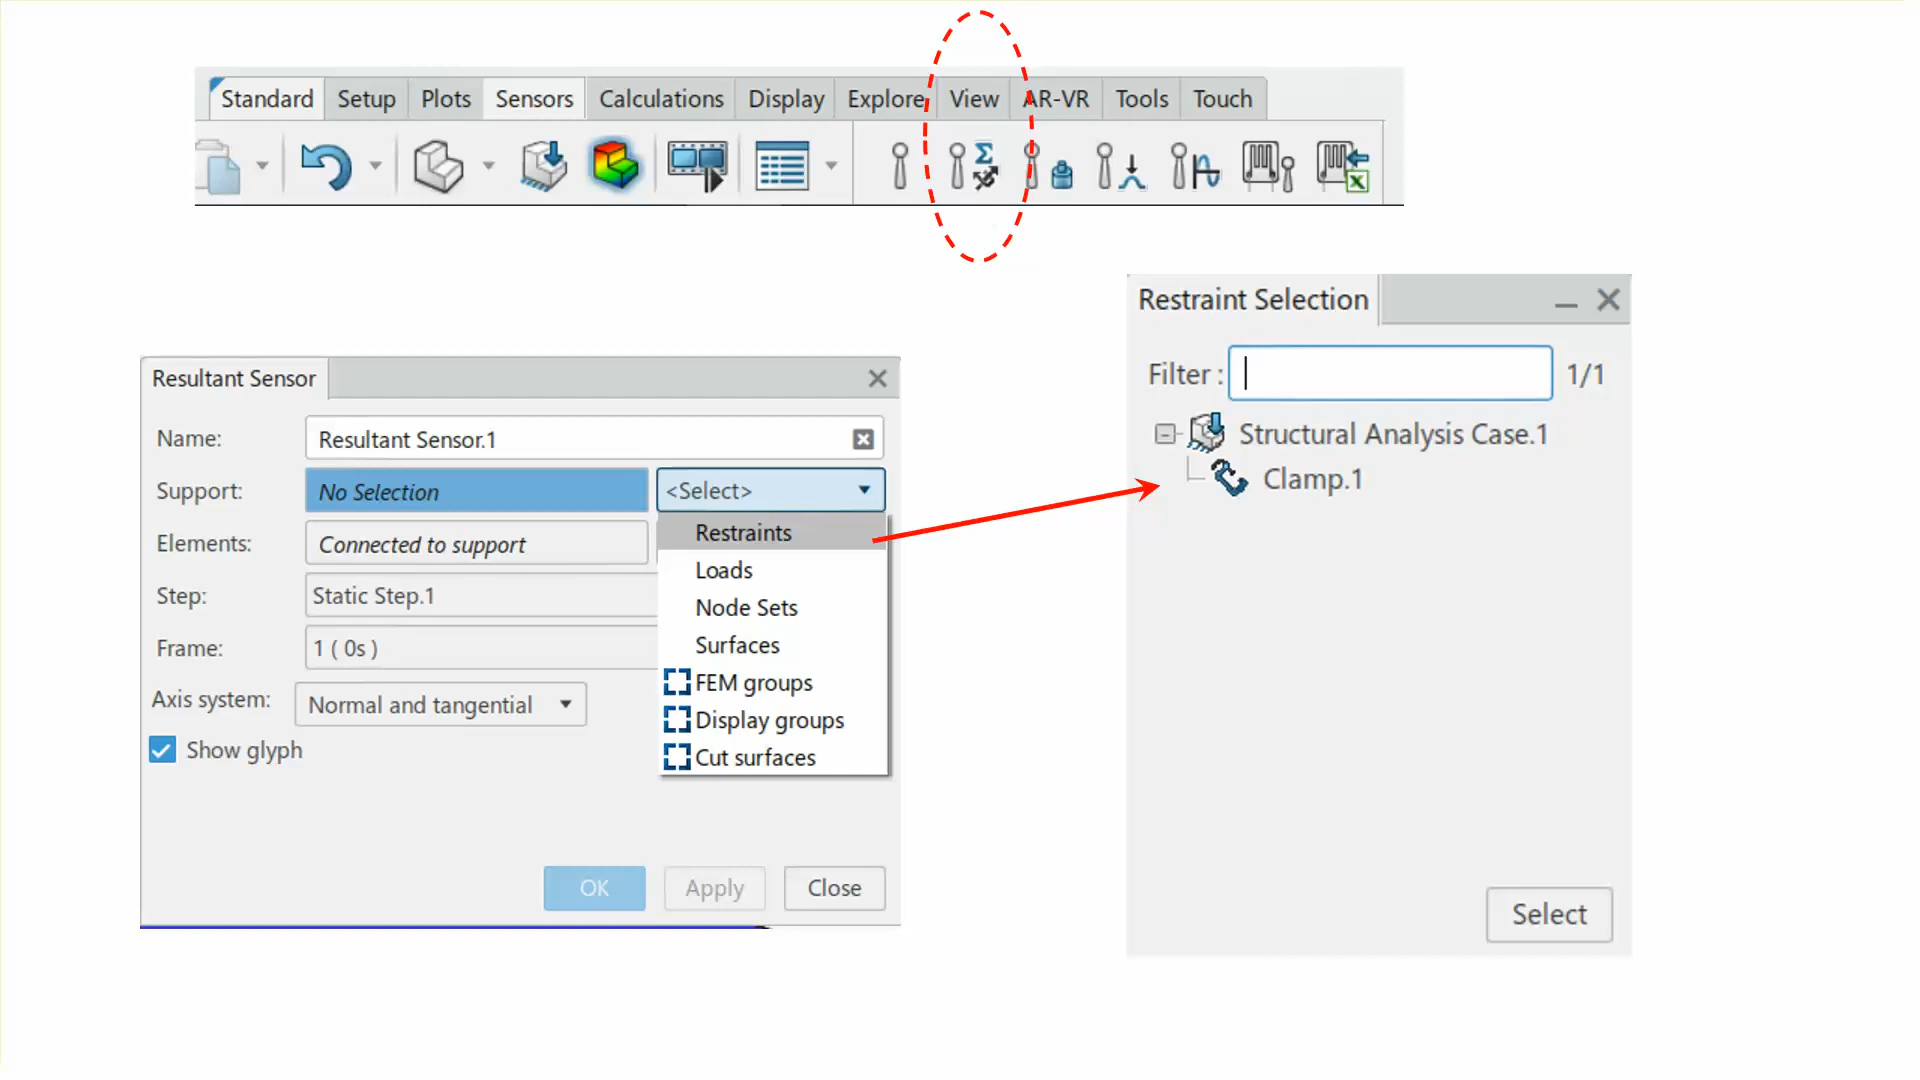 Standard Setup Plots Sensors Calculations Display Explore View AR-VR Tools Touch
Resultant Sensor
Name: Resultant Sensor.1
Support: No Selection <Select>
Restraints
Loads
Node Sets
Surfaces
FEM groups
Display groups
Cut surfaces
Elements: Connected to support
Step: Static Step.1
Frame: 1 ( 0s )
Axis system: Normal and tangential
Show glyph
OK Apply Close
Restraint Selection
Filter : 1/1
Structural Analysis Case.1
Clamp.1
Select